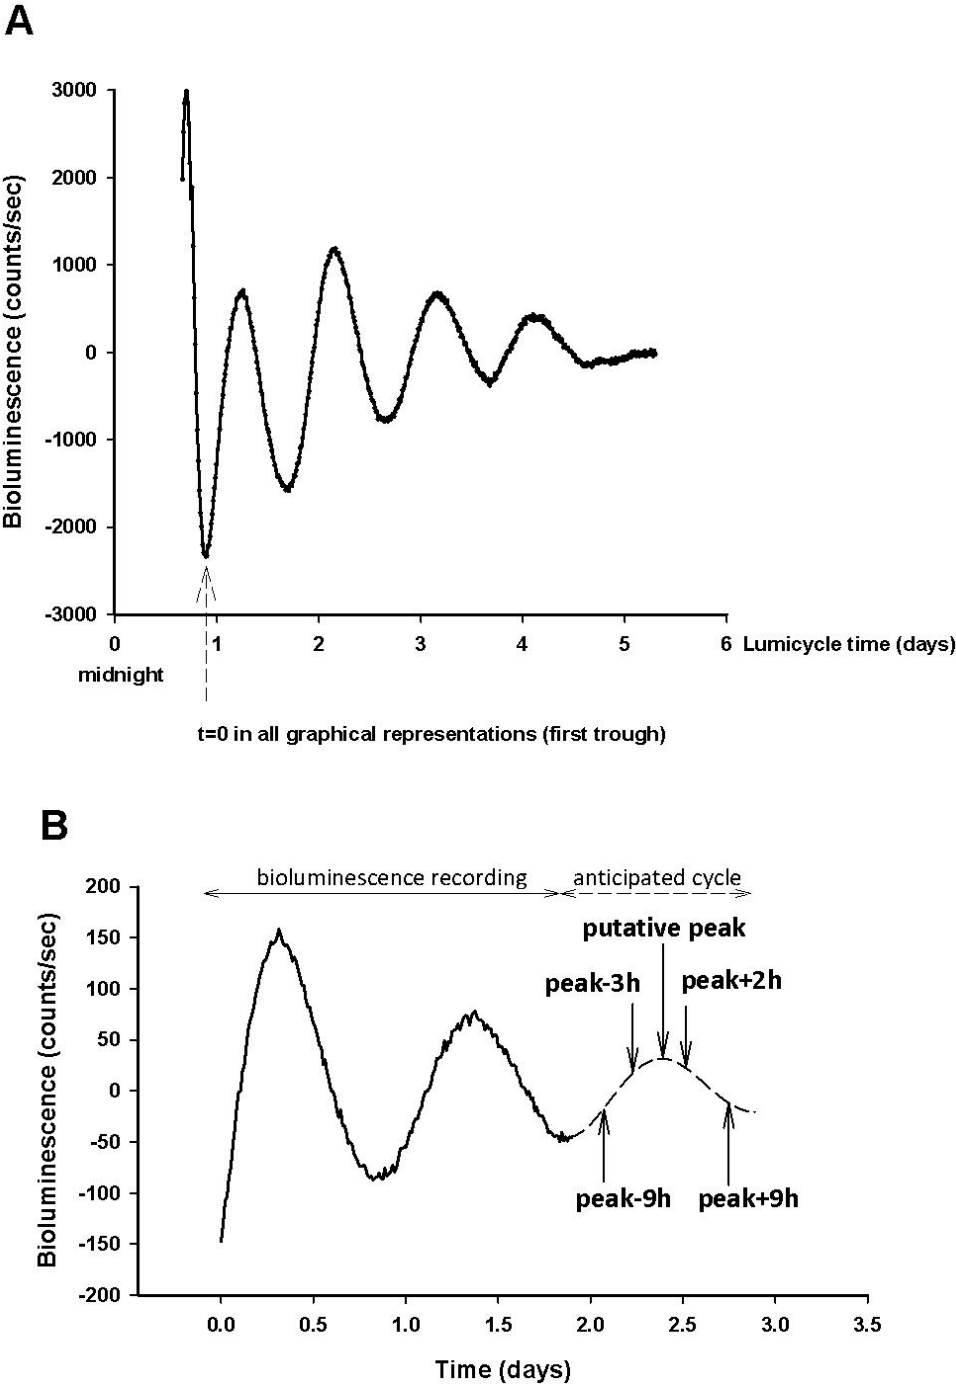 A
3000
2000
1000
0
-1000
-2000
-3000
Bioluminescence (counts/sec)
0 1 2 3 4 5 6 Lumicycle time (days)
midnight
t=0 in all graphical representations (first trough)
B
bioluminescence recording anticipated cycle
putative peak
peak-3h peak+2h
peak-9h peak+9h
200
150
100
50
0
-50
-100
-150
-200
Bioluminescence (counts/sec)
0.0 0.5 1.0 1.5 2.0 2.5 3.0 3.5
Time (days)